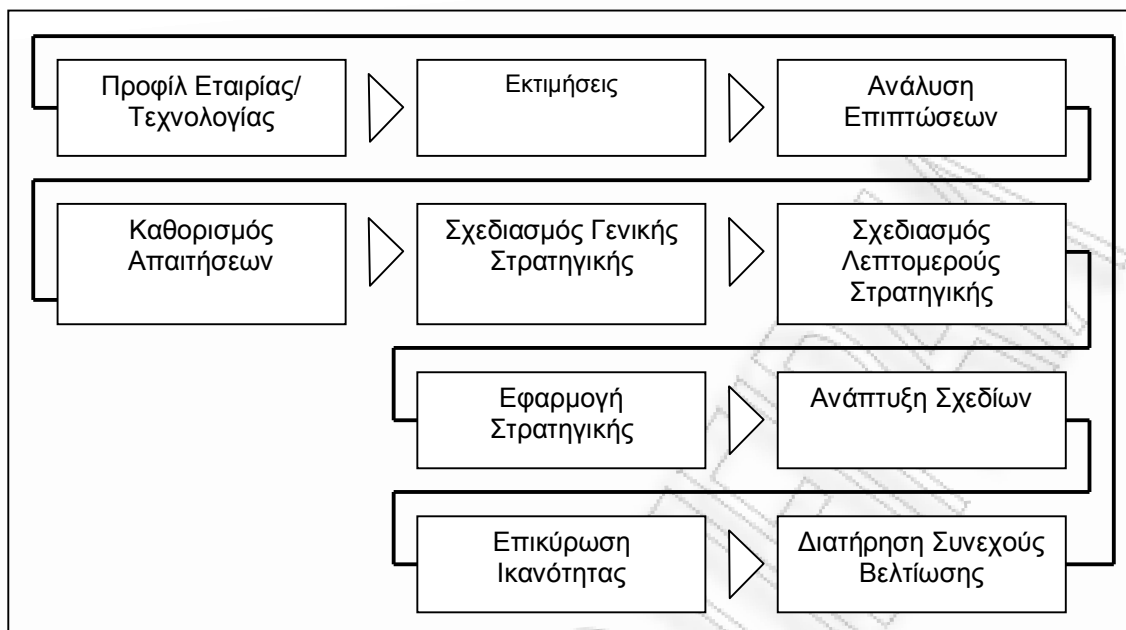 Προφίλ Εταιρίας/
Τεχνολογίας
Εκτιμήσεις
Ανάλυση
Επιπτώσεων
Καθορισμός
Απαιτήσεων
Σχεδιασμός Γενικής
Στρατηγικής
Σχεδιασμός
Λεπτομερούς
Στρατηγικής
Εφαρμογή
Στρατηγικής
Ανάπτυξη Σχεδίων
Επικύρωση
Ικανότητας
Διατήρηση Συνεχούς
Βελτίωσης